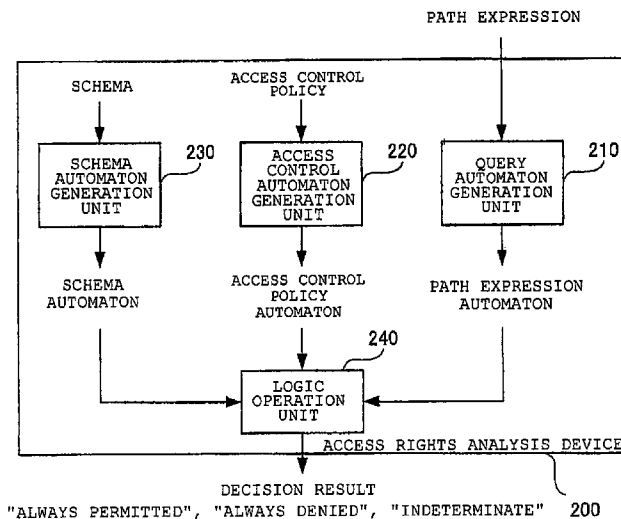 PATH EXPRESSION
SCHEMA
ACCESS CONTROL
POLICY
SCHEMA
AUTOMATON
GENERATION
UNIT
230
ACCESS
CONTROL
AUTOMATON
GENERATION
UNIT
220
QUERY
AUTOMATON
GENERATION
UNIT
210
SCHEMA
AUTOMATON
ACCESS CONTROL
POLICY
AUTOMATON
PATH EXPRESSION
AUTOMATON
240
LOGIC
OPERATION
UNIT
ACCESS RIGHTS ANALYSIS DEVICE
DECISION RESULT
"ALWAYS PERMITTED", "ALWAYS DENIED", "INDETERMINATE" 200